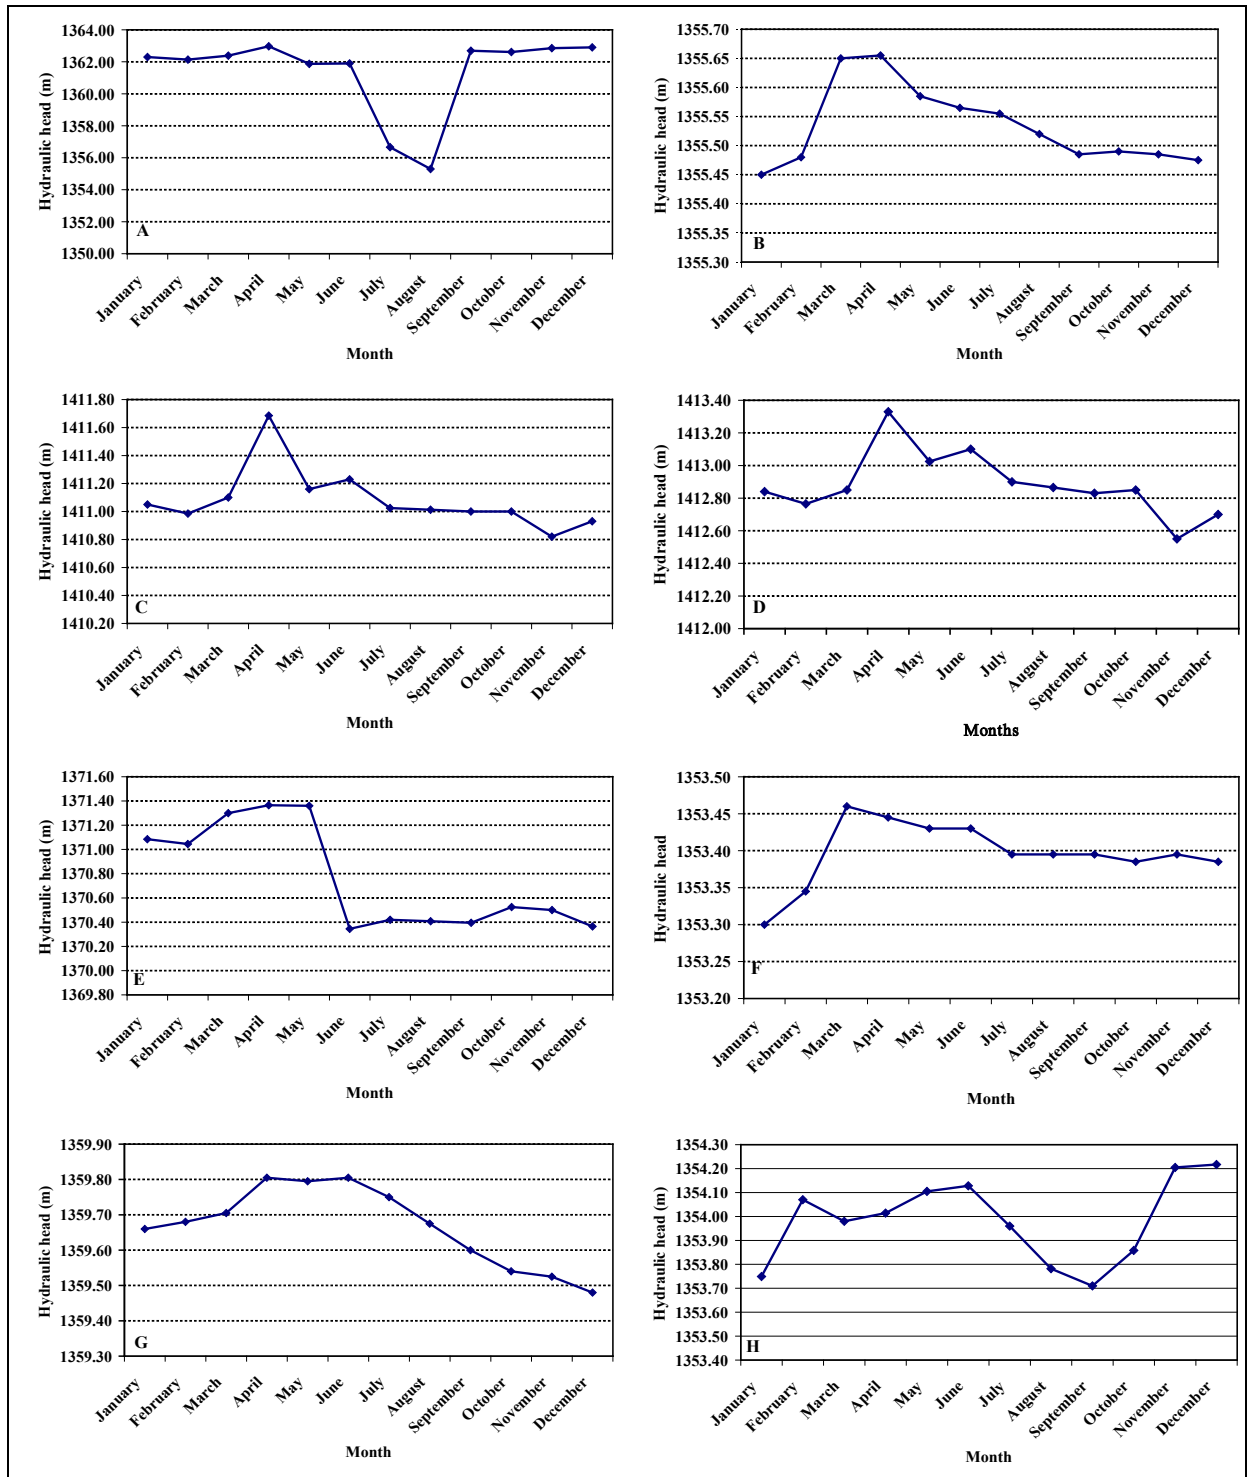 Hydraulic head (m)
1364.00
1362.00
1360.00
1358.00
1356.00
1354.00
1352.00
1350.00
A
January
February
March
April
May
June
July
August
September
October
November
December
Month
Hydraulic head (m)
1355.70
1355.65
1355.60
1355.55
1355.50
1355.45
1355.40
1355.35
1355.30
B
January
February
March
April
May
June
July
August
September
October
November
December
Month
Hydraulic head (m)
1411.80
1411.60
1411.40
1411.20
1411.00
1410.80
1410.60
1410.40
1410.20
C
January
February
March
April
May
June
July
August
September
October
November
December
Month
Hydraulic head (m)
1413.40
1413.20
1413.00
1412.80
1412.60
1412.40
1412.20
1412.00
D
January
February
March
April
May
June
July
August
September
October
November
December
Months
Hydraulic head (m)
1371.60
1371.40
1371.20
1371.00
1370.80
1370.60
1370.40
1370.20
1370.00
1369.80
E
January
February
March
April
May
June
July
August
September
October
November
December
Month
Hydraulic head
1353.50
1353.45
1353.40
1353.35
1353.30
1353.25
1353.20
F
January
February
March
April
May
June
July
August
September
October
November
December
Month
Hydraulic head (m)
1359.90
1359.80
1359.70
1359.60
1359.50
1359.40
1359.30
G
January
February
March
April
May
June
July
August
September
October
November
December
Month
Hydraulic head (m)
1354.30
1354.20
1354.10
1354.00
1353.90
1353.80
1353.70
1353.60
1353.50
1353.40
H
January
February
March
April
May
June
July
August
September
October
November
December
Month